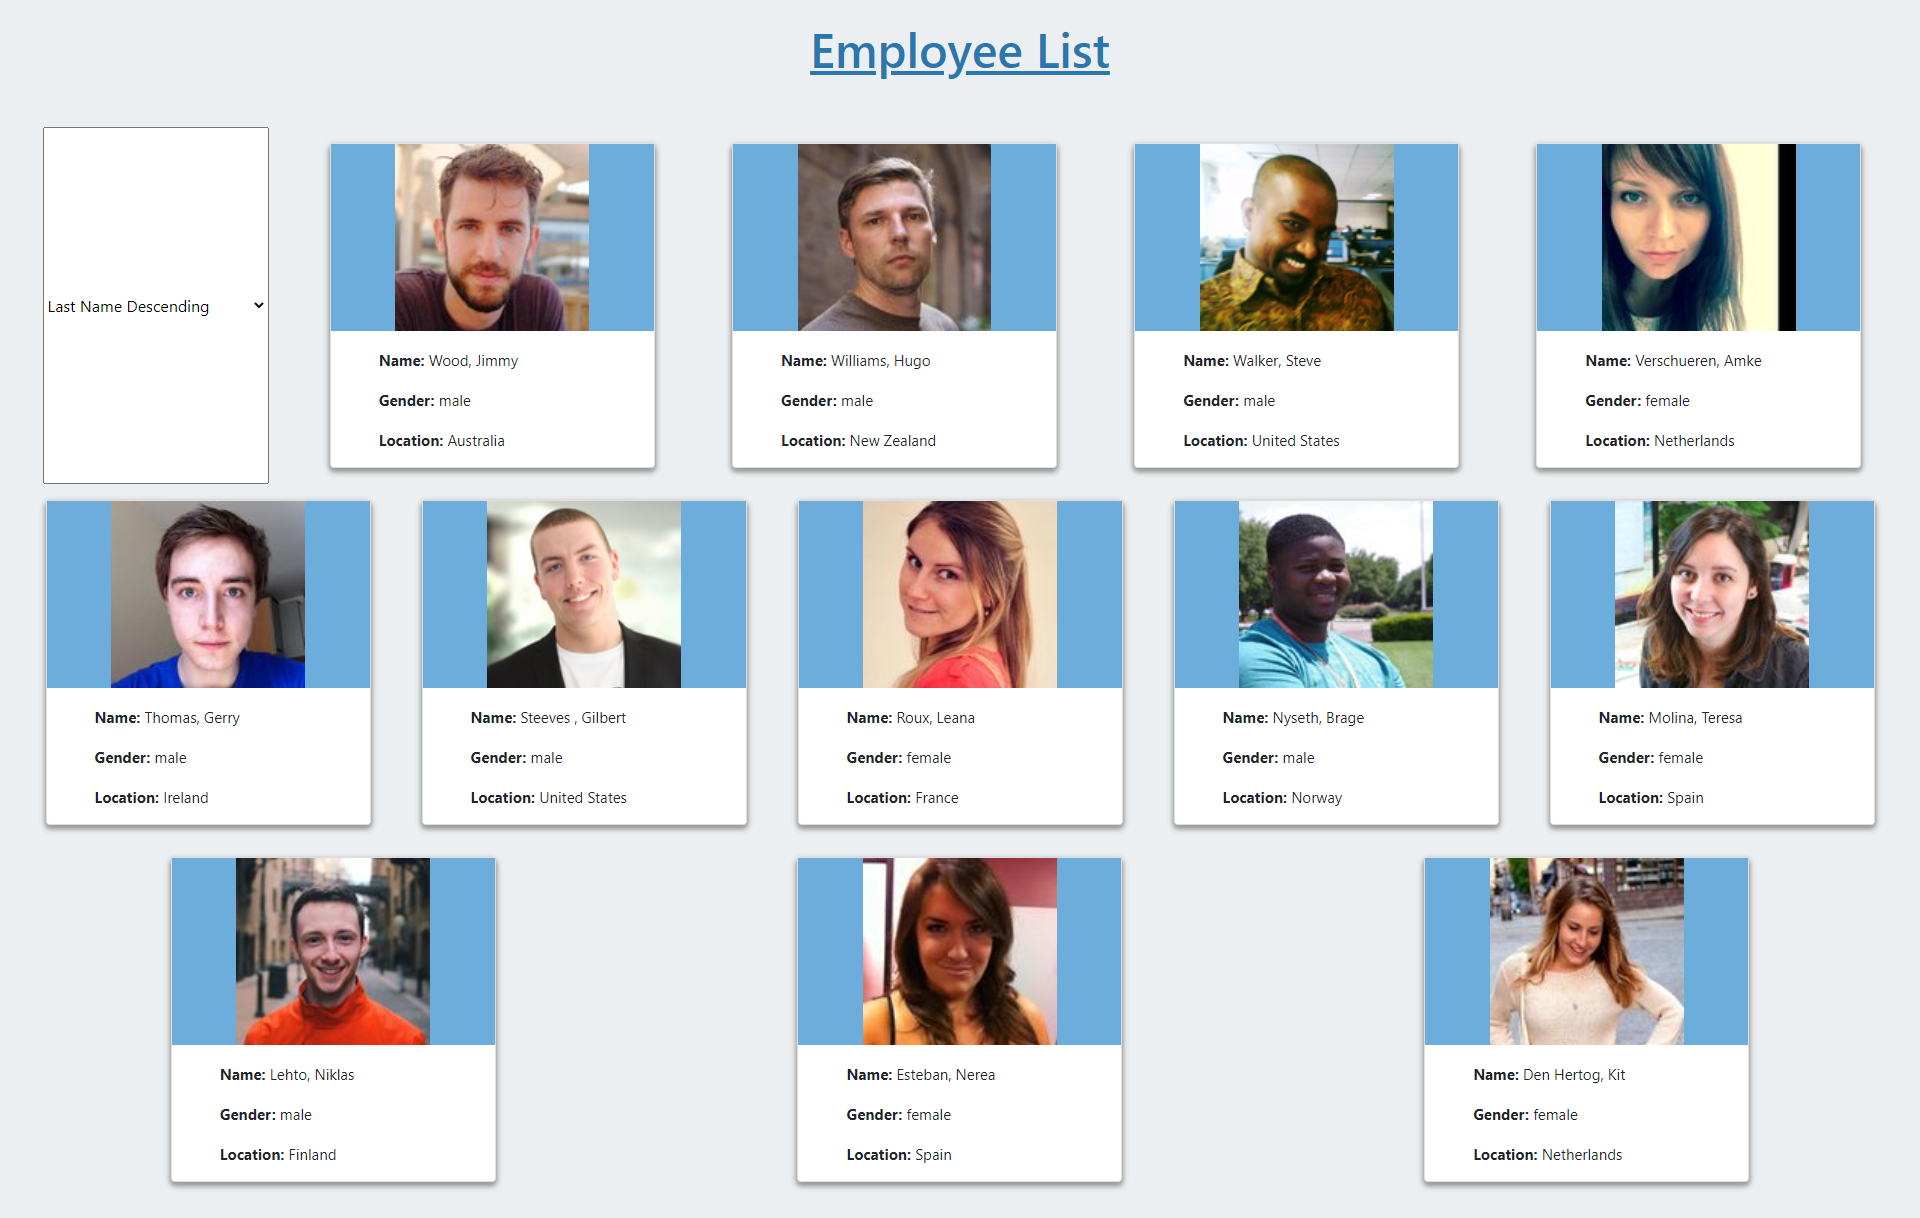 Employee List
Last Name Descending
Name: Wood, Jimmy
Gender: male
Location: Australia
Name: Williams, Hugo
Gender: male
Location: New Zealand
Name: Walker, Steve
Gender: male
Location: United States
Name: Verschueren, Amke
Gender: female
Location: Netherlands
Name: Thomas, Gerry
Gender: male
Location: Ireland
Name: Steeves , Gilbert
Gender: male
Location: United States
Name: Roux, Leana
Gender: female
Location: France
Name: Nyseth, Brage
Gender: male
Location: Norway
Name: Molina, Teresa
Gender: female
Location: Spain
Name: Lehto, Niklas
Gender: male
Location: Finland
Name: Esteban, Nerea
Gender: female
Location: Spain
Name: Den Hertog, Kit
Gender: female
Location: Netherlands